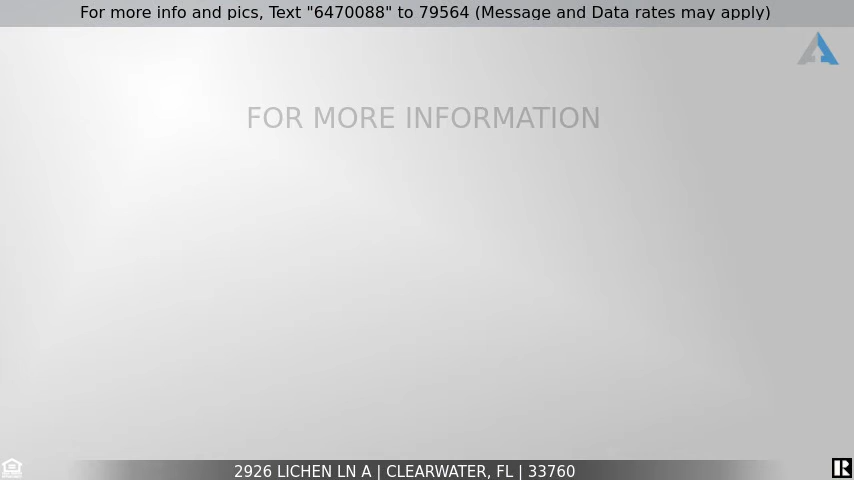 For more info and pics, Text "6470088" to 79564 (Message and Data rates may apply)
FOR MORE INFORMATION
2926 LICHEN LN A | CLEARWATER, FL | 33760